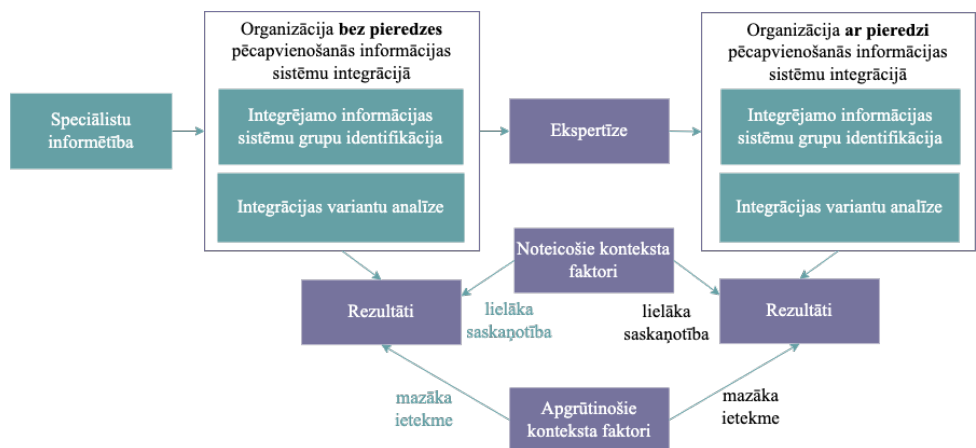 Organizācija bez pieredzes
pēcapvienošanās informācijas
sistēmu integrācijā
Organizācija ar pieredzi
pēcapvienošanās informācijas
sistēmu integrācijā
Speciālistu
informētība
Integrējamo informācijas
sistēmu grupu identifikācija
Ekspertīze
Integrējamo informācijas
sistēmu grupu identifikācija
Integrācijas variantu analīze
Integrācijas variantu analīze
Noteicošie konteksta
faktori
Rezultāti
lielāka
saskaņotība
lielāka
saskaņotība
Rezultāti
mazāka
ietekme
Apgrūtinošie
konteksta faktori
mazāka
ietekme